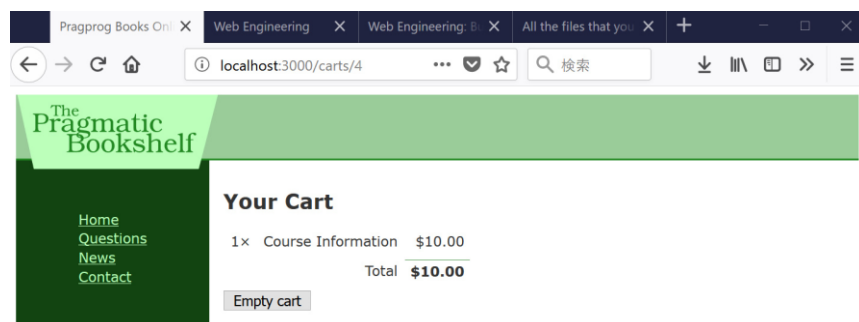 Pragprog Books Onl
Web Engineering
Web Engineering: B
All the files that you
localhost:3000/carts/4
検索
The
Pragmatic
Bookshelf
Your Cart
Home
Questions
News
Contact
1× Course Information $10.00
Total $10.00
Empty cart